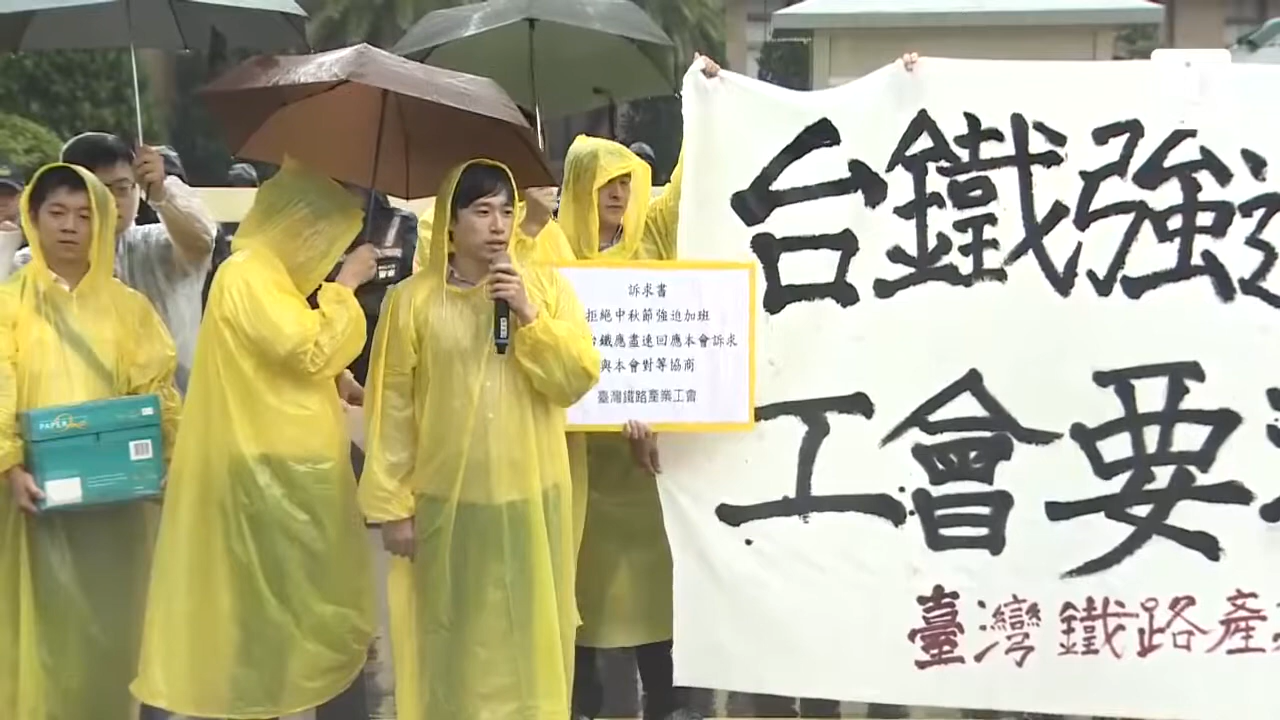 訴求書
拒絕中秋節強迫加班
台鐵應盡速回應本會訴求
與本會對等協商
臺灣鐵路產業工會
台鐵強迫
工會要
臺灣鐵路產業
PAPER